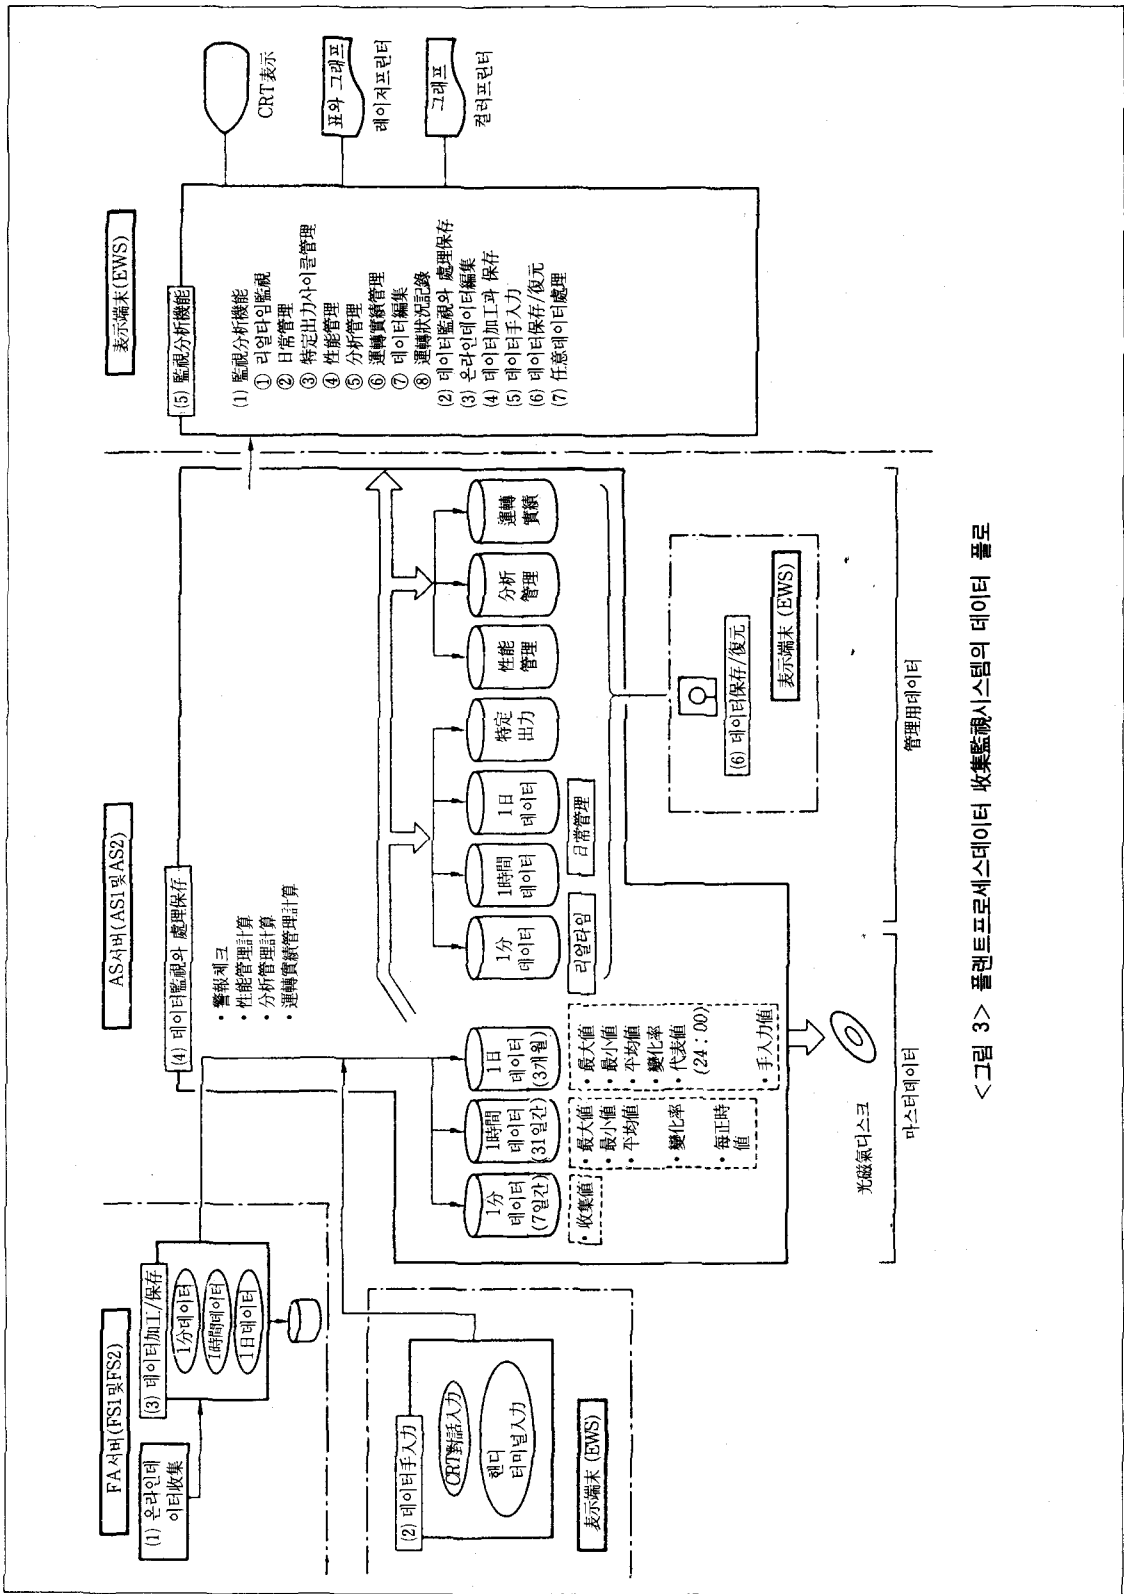 FA서버(FS1및FS2)
(1) 온라인데
이터收集
(3) 데이터加工/保存
1分데이터
1時間데이터
1日데이터
(2) 데이터手入力
CRT對話入力
핸디
터미널入力
表示端末 (EWS)
AS서버(AS1및AS2)
(4) 데이터監視와 處理保存
• 警報체크
• 性能管理計算
• 分析管理計算
• 運轉實績管理計算
1分
데이터
(7일간)
1時間
데이터
(31일간)
1日
데이터
(3개월)
• 收集値
• 最大値
• 最小値
• 平均値
• 變化率
• 每正時
値
• 最大値
• 最小値
• 平均値
• 變化率
• 代表値
(24:00)
• 手入力値
1分
데이터
1時間
데이터
1日
데이터
特定
出力
性能
管理
分析
管理
運轉
實績
리얼타임
日常管理
(6) 데이터保存/復元
表示端末 (EWS)
光磁氣디스크
마스터데이터
管理用데이터
表示端末(EWS)
(5) 監視分析機能
(1) 監視分析機能
① 리얼타임監視
② 日常管理
③ 特定出力사이클管理
④ 性能管理
⑤ 分析管理
⑥ 運轉實績管理
⑦ 데이터編集
⑧ 運轉狀況記錄
(2) 데이터監視와 處理保存
(3) 온라인데이터編集
(4) 데이터加工과 保存
(5) 데이터手入力
(6) 데이터保存/復元
(7) 任意데이터處理
CRT表示
표와 그래프
레이저프린터
그래프
컬러프린터
<그림 3> 플랜트프로세스데이터 收集監視시스템의 데이터 플로